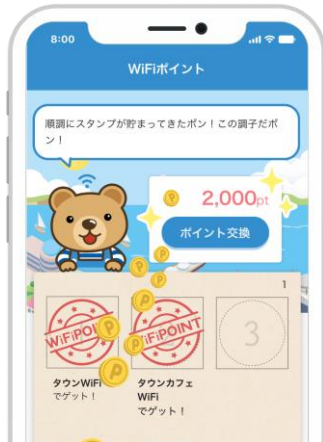 8:00
WiFiポイント
順調にスタンプが貯まってきたポン！この調子だポ
ン！
2,000pt
ポイント交換
1
WiFiPOI
WiFiPOINT
3
タウンWiFi
でゲット！
タウンカフェ
WiFi
でゲット！